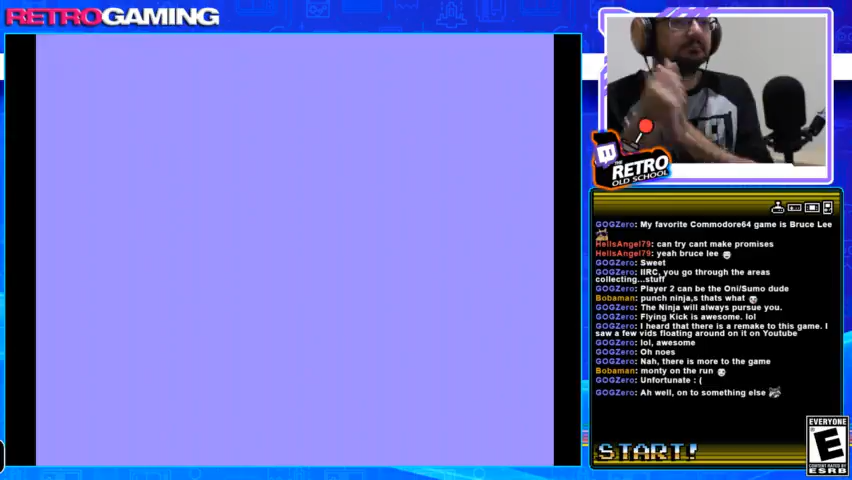 RETROGAMING
THE
RETRO
OLD SCHOOL
GOGZero: My favorite Commodore64 game is Bruce Lee
HellsAngel79: can try cant make promises
HellsAngel79: yeah bruce lee
GOGZero: Sweet
GOGZero: IIRC, you go through the areas
collecting...stuff
GOGZero: Player 2 can be the Oni/Sumo dude
Bobaman: punch ninja,s thats what
GOGZero: The Ninja will always pursue you.
GOGZero: Flying Kick is awesome. lol
GOGZero: I heard that there is a remake to this game. I
saw a few vids floating around on it on Youtube
GOGZero: lol, awesome
GOGZero: Oh noes
GOGZero: Nah, there is more to the game
Bobaman: monty on the run
GOGZero: Unfortunate : (
GOGZero: Ah well, on to something else
START!
EVERYONE
E
CONTENT RATED BY
ESRB